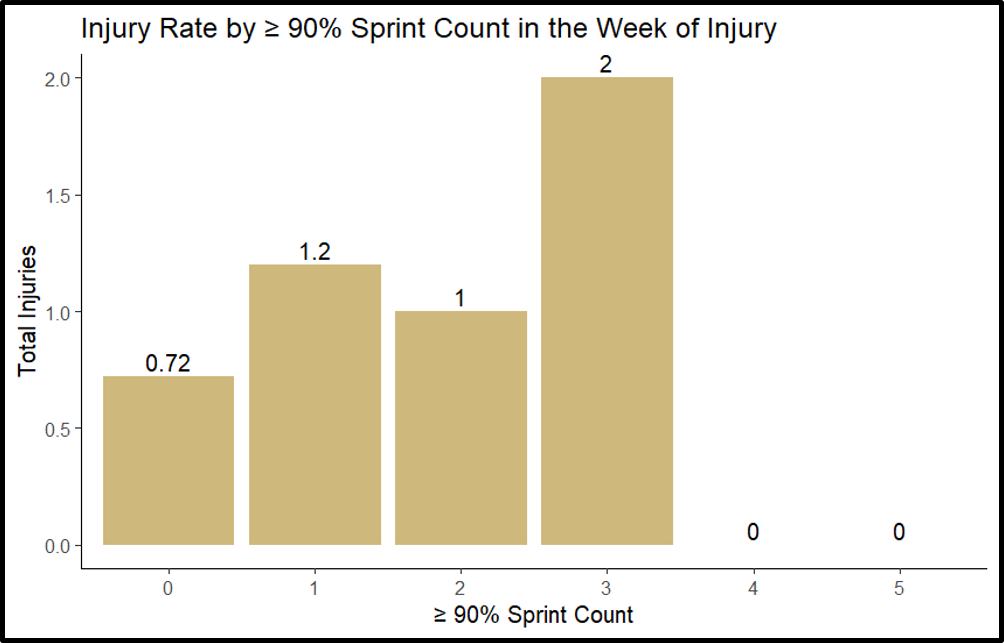 Injury Rate by ≥ 90% Sprint Count in the Week of Injury
2
2.0
1.5
1.2
1
1.0
0.72
0.5
0 0
0.0
Total Injuries
0 1 2 3 4 5
≥ 90% Sprint Count